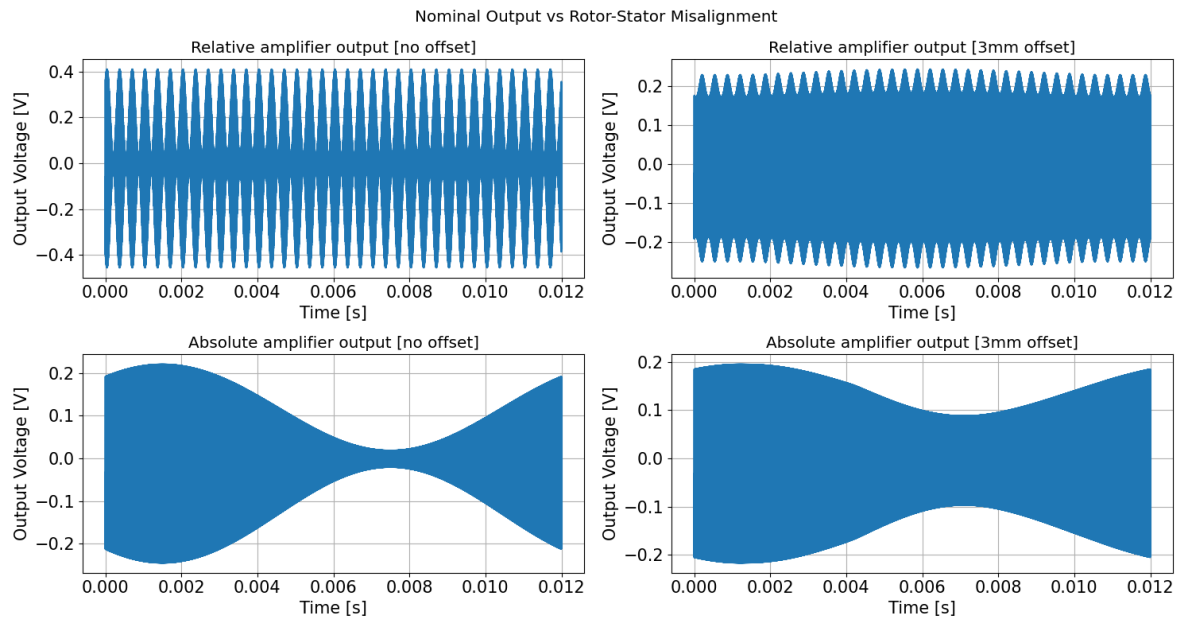 Nominal Output vs Rotor-Stator Misalignment
Relative amplifier output [no offset]
Output Voltage [V]
0.4
0.2
0.0
−0.2
−0.4
0.000 0.002 0.004 0.006 0.008 0.010 0.012
Time [s]
Relative amplifier output [3mm offset]
Output Voltage [V]
0.2
0.1
0.0
−0.1
−0.2
0.000 0.002 0.004 0.006 0.008 0.010 0.012
Time [s]
Absolute amplifier output [no offset]
Output Voltage [V]
0.2
0.1
0.0
−0.1
−0.2
0.000 0.002 0.004 0.006 0.008 0.010 0.012
Time [s]
Absolute amplifier output [3mm offset]
Output Voltage [V]
0.2
0.1
0.0
−0.1
−0.2
0.000 0.002 0.004 0.006 0.008 0.010 0.012
Time [s]